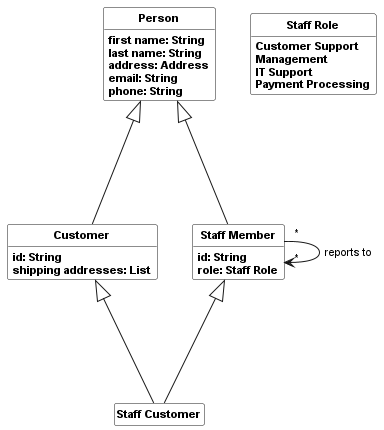 Person
first name: String
last name: String
address: Address
email: String
phone: String
Staff Role
Customer Support
Management
IT Support
Payment Processing
Customer
id: String
shipping addresses: List
Staff Member
id: String
role: Staff Role
*
*
reports to
Staff Customer